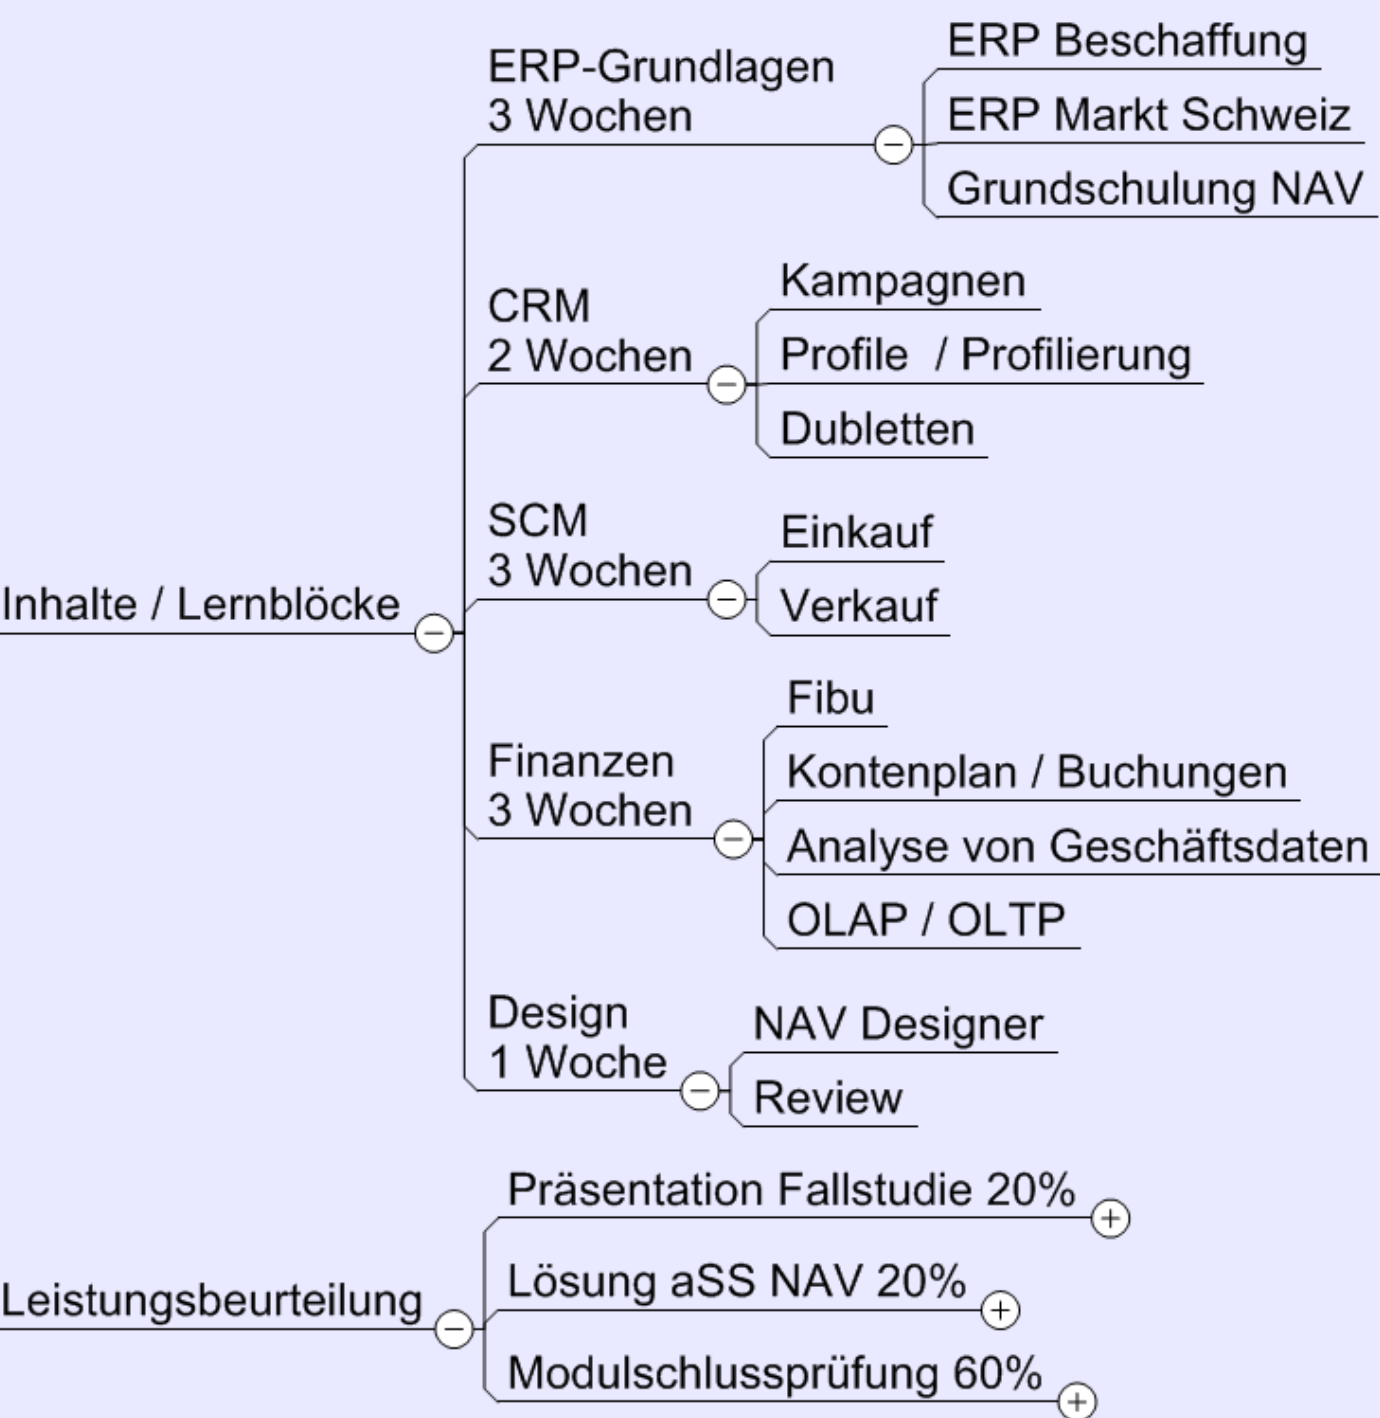 Inhalte / Lernblöcke
ERP-Grundlagen
3 Wochen
ERP Beschaffung
ERP Markt Schweiz
Grundschulung NAV
CRM
2 Wochen
Kampagnen
Profile  / Profilierung
Dubletten
SCM
3 Wochen
Einkauf
Verkauf
Finanzen
3 Wochen
Fibu
Kontenplan / Buchungen
Analyse von Geschäftsdaten
OLAP / OLTP
Design
1 Woche
NAV Designer
Review
Leistungsbeurteilung
Präsentation Fallstudie 20%
Lösung aSS NAV 20%
Modulschlussprüfung 60%